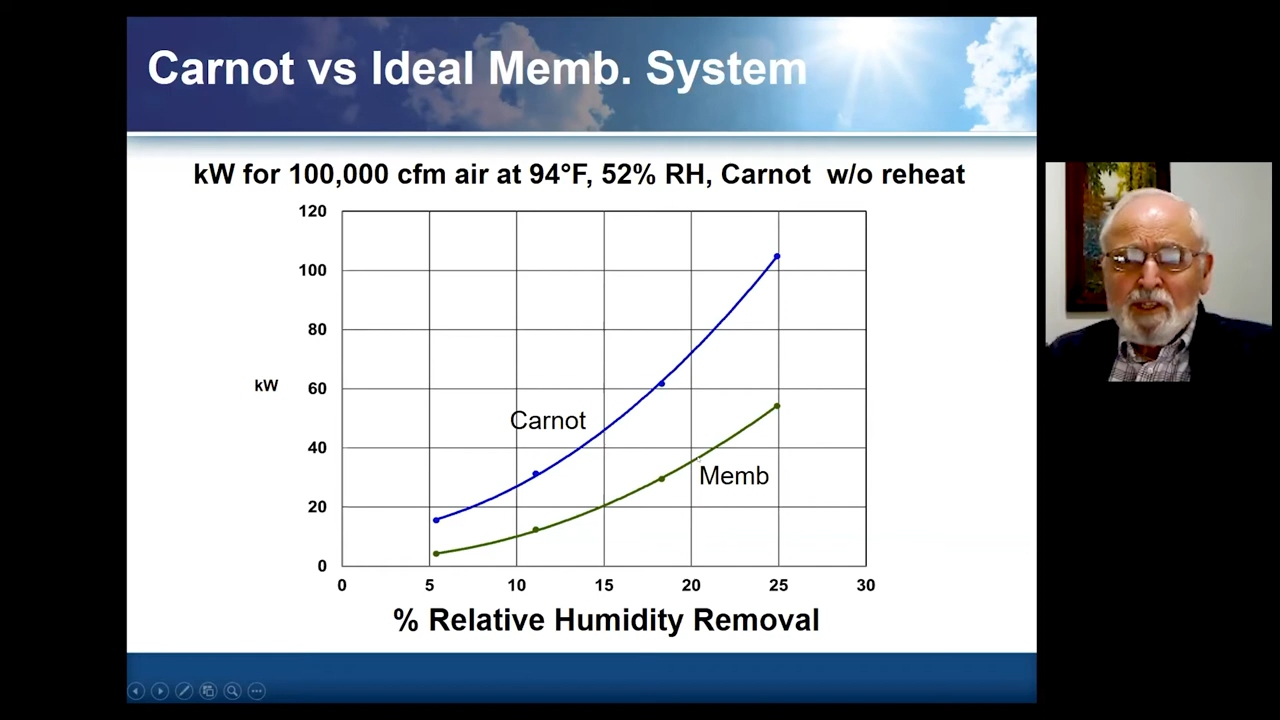 Carnot vs Ideal Memb. System
kW for 100,000 cfm air at 94°F, 52% RH, Carnot w/o reheat
120
100
80
60
40
20
0
kW
Carnot
Memb
0 5 10 15 20 25 30
% Relative Humidity Removal